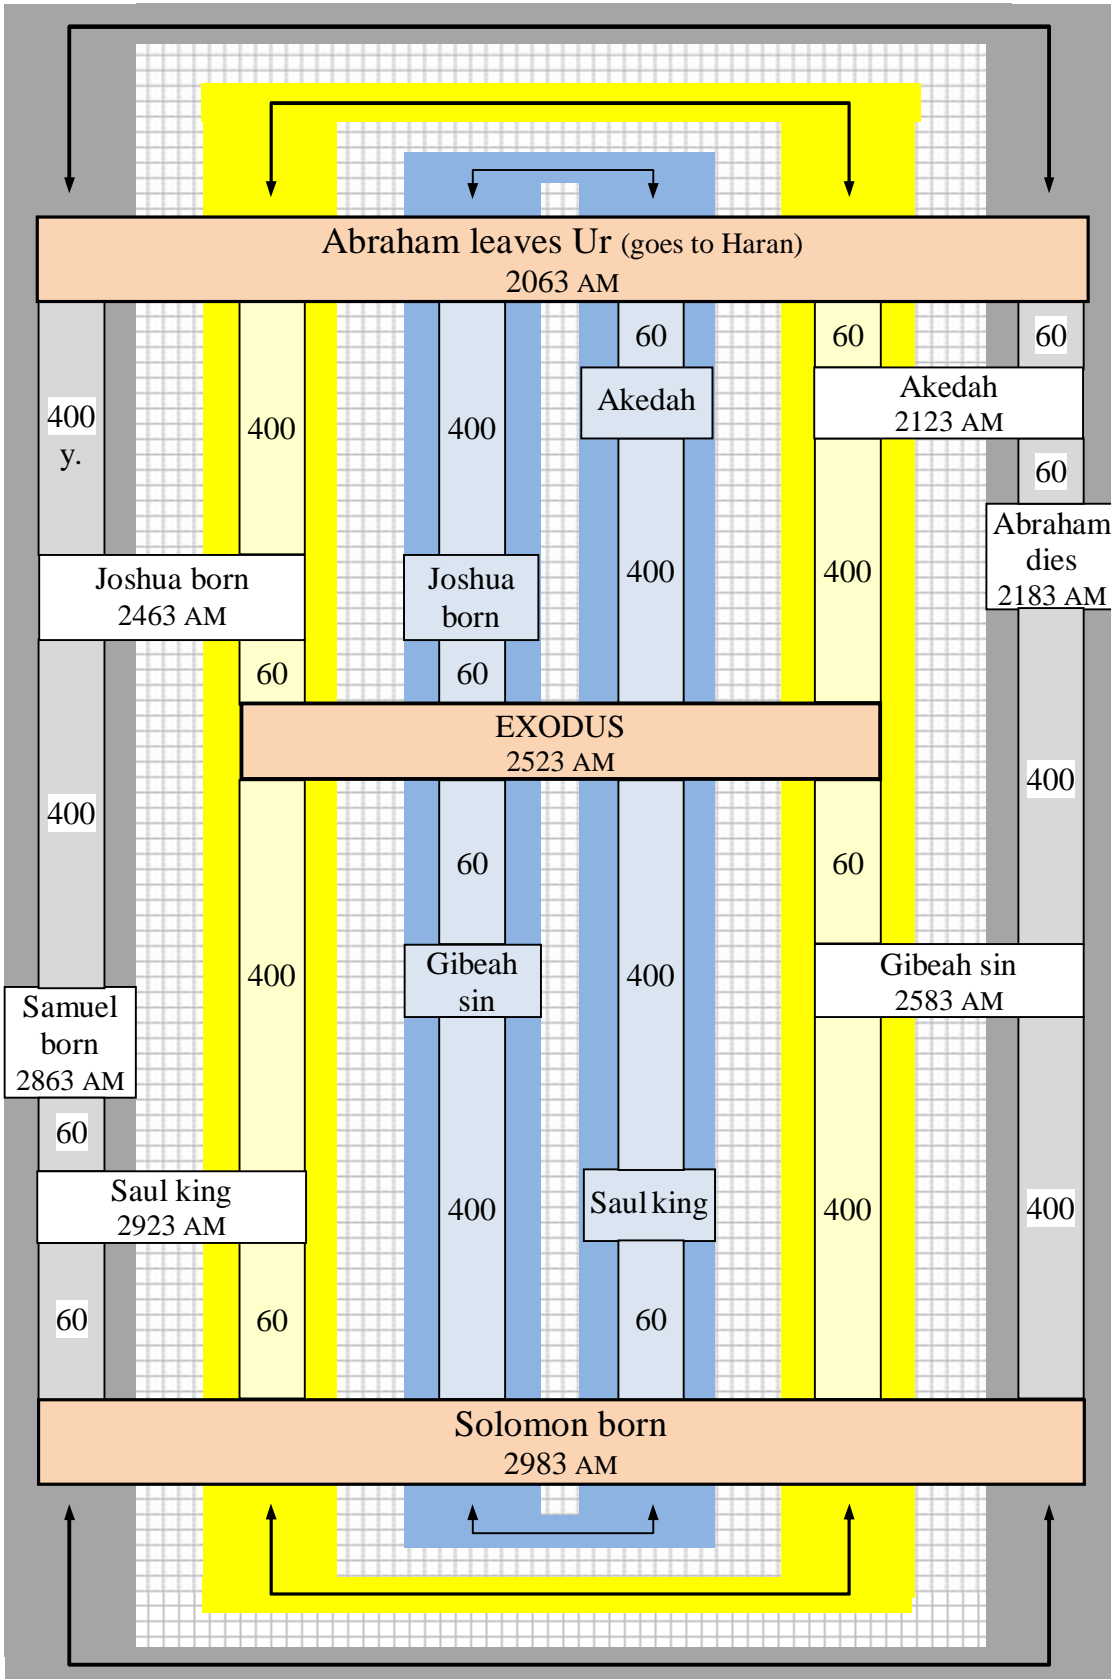 Abraham leaves Ur (goes to Haran)
2063 AM
60
60
60
Akedah
Akedah
2123 AM
400
y.
400
400
60
Abraham
dies
2183 AM
400
400
Joshua born
2463 AM
Joshua
born
60
60
EXODUS
2523 AM
400
400
60
60
400
400
Gibeah
sin
Gibeah sin
2583 AM
Samuel
born
2863 AM
60
Saul king
2923 AM
400
Saul king
400
400
60
60
60
Solomon born
2983 AM